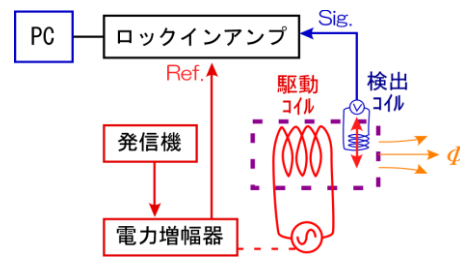 PC
ロックインアンプ
Sig.
Ref.
駆動
コイル
検出
コイル
V
発信機
Φ
電力増幅器